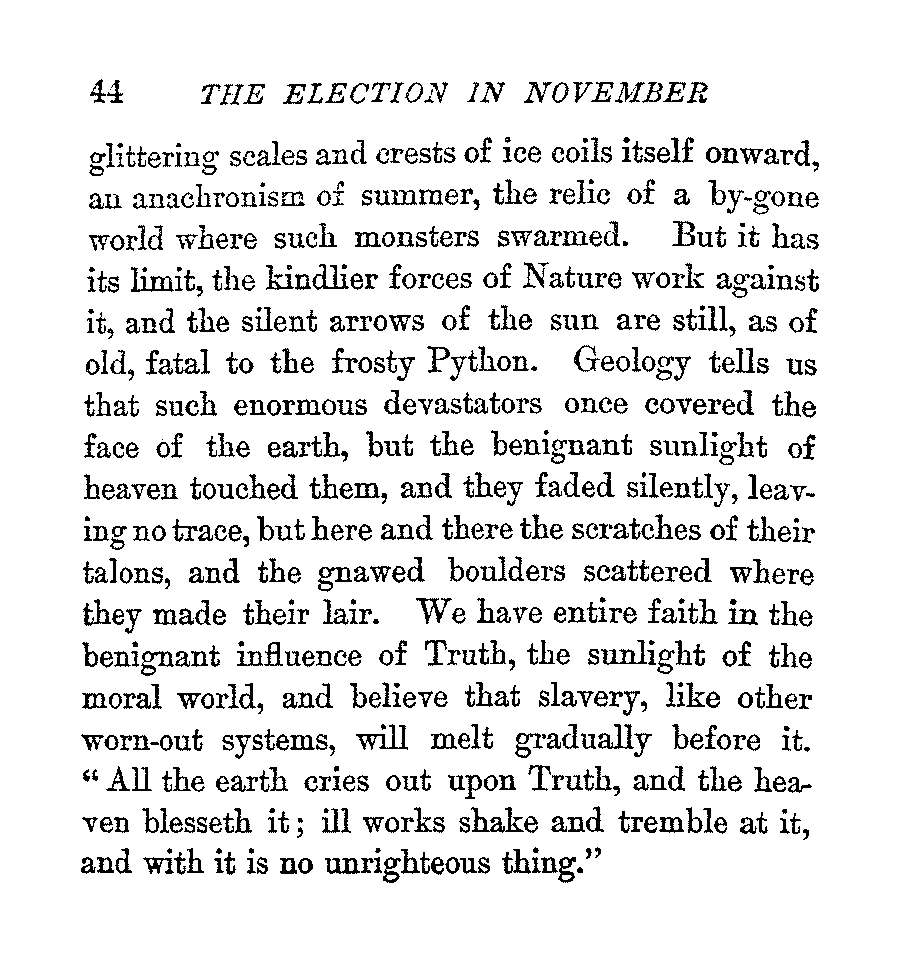 44 THE ELECTION IN NOVEMBER
glittering scales and crests of ice coils itself onward,
an anachronism of summer, the relic of a by-gone
world where such monsters swarmed. But it has
its limit, the kindlier forces of Nature work against
it, and the silent arrows of the sun are still, as of
old, fatal to the frosty Python. Geology tells us
that such enormous devastators once covered the
face of the earth, but the benignant sunlight of
heaven touched them, and they faded silently, leav-
ing no trace, but here and there the scratches of their
talons, and the gnawed boulders scattered where
they made their lair. We have entire faith in the
benignant influence of Truth, the sunlight of the
moral world, and believe that slavery, like other
worn-out systems, will melt gradually before it.
“All the earth cries out upon Truth, and the hea-
ven blesseth it; ill works shake and tremble at it,
and with it is no unrighteous thing.”